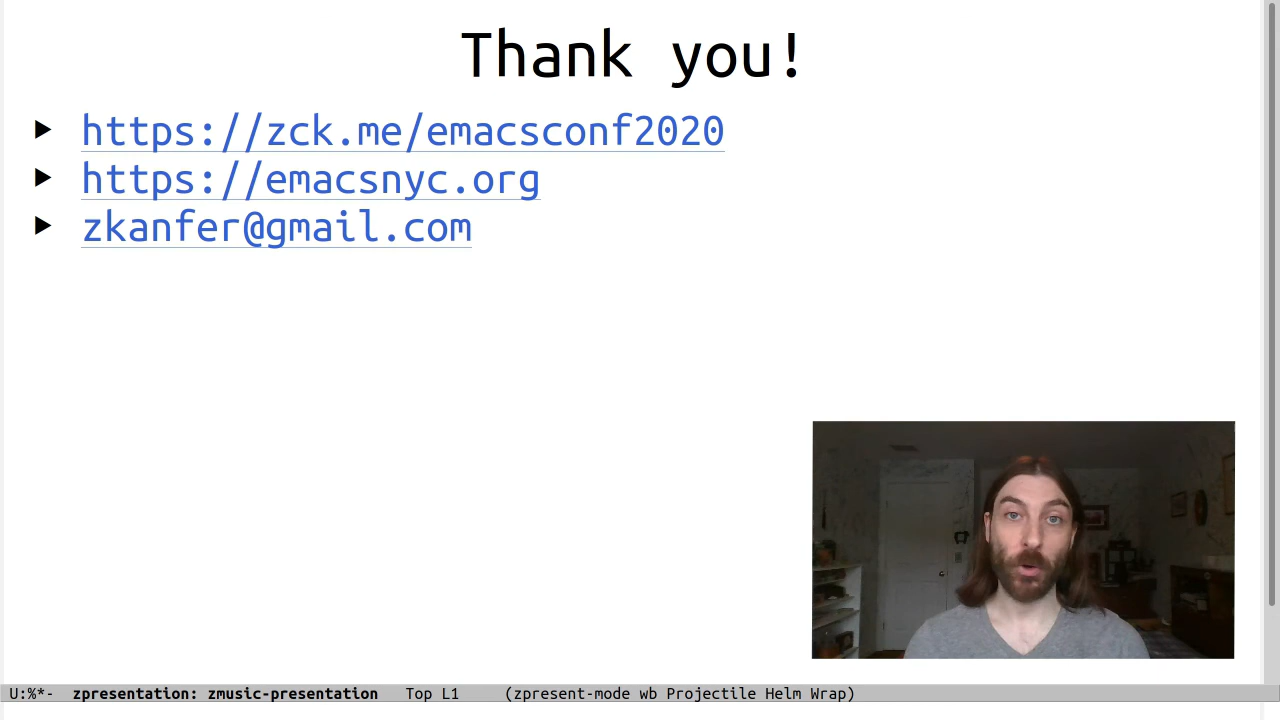 Thank you!
https://zck.me/emacsconf2020
https://emacsnyc.org
zkanfer@gmail.com
U:%*-  zpresentation: zmusic-presentation   Top L1     (zpresent-mode wb Projectile Helm Wrap)